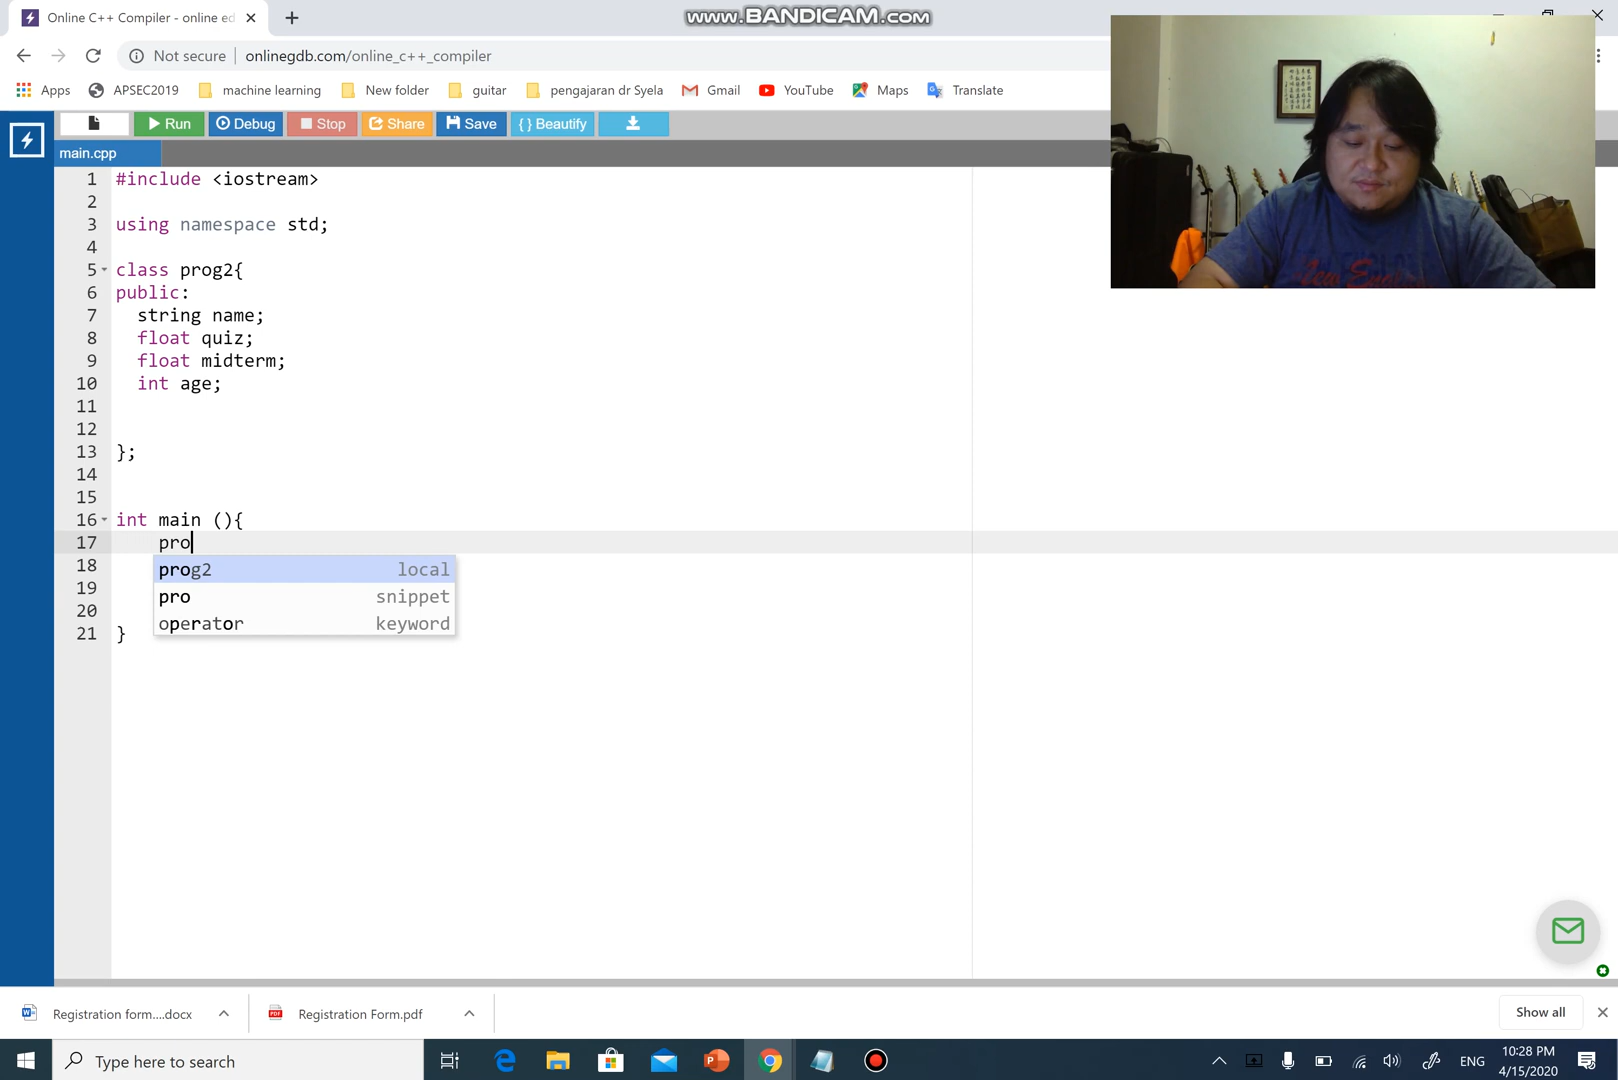 Online C++ Compiler - online ed
www.BANDICAM.com
Not secure
onlinegdb.com/online_c++_compiler
Apps
APSEC2019
machine learning
New folder
guitar
pengajaran dr Syela
Gmail
YouTube
Maps
Translate
Run
Debug
Stop
Share
Save
{ } Beautify
main.cpp
1 #include <iostream>
2
3 using namespace std;
4
5 class prog2{
6 public:
7 string name;
8 float quiz;
9 float midterm;
10 int age;
11
12
13 };
14
15
16 int main (){
17 pro
18
19
20
21 }
prog2 local
pro snippet
operator keyword
Registration form....docx
PDF
Registration Form.pdf
Show all
Type here to search
ENG
10:28 PM
4/15/2020